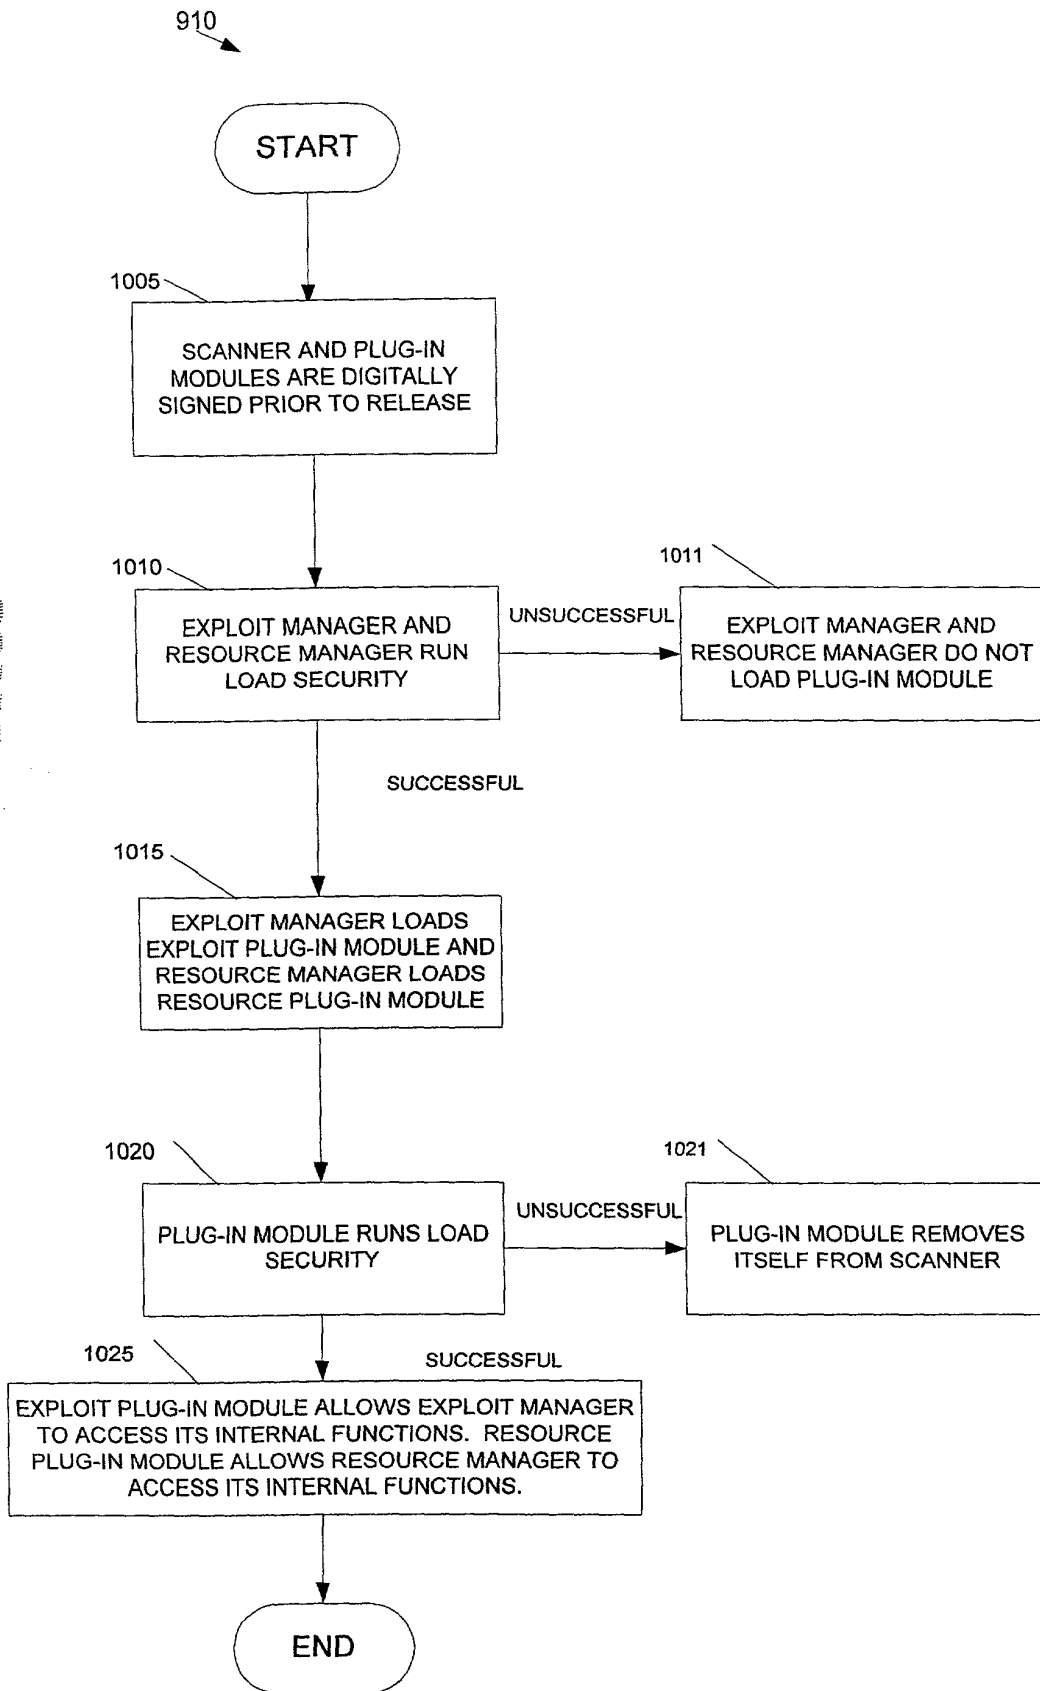 910
START
1005
SCANNER AND PLUG-IN
MODULES ARE DIGITALLY
SIGNED PRIOR TO RELEASE
1010
EXPLOIT MANAGER AND
RESOURCE MANAGER RUN
LOAD SECURITY
UNSUCCESSFUL
1011
EXPLOIT MANAGER AND
RESOURCE MANAGER DO NOT
LOAD PLUG-IN MODULE
SUCCESSFUL
1015
EXPLOIT MANAGER LOADS
EXPLOIT PLUG-IN MODULE AND
RESOURCE MANAGER LOADS
RESOURCE PLUG-IN MODULE
1020
PLUG-IN MODULE RUNS LOAD
SECURITY
UNSUCCESSFUL
1021
PLUG-IN MODULE REMOVES
ITSELF FROM SCANNER
SUCCESSFUL
1025
EXPLOIT PLUG-IN MODULE ALLOWS EXPLOIT MANAGER
TO ACCESS ITS INTERNAL FUNCTIONS. RESOURCE
PLUG-IN MODULE ALLOWS RESOURCE MANAGER TO
ACCESS ITS INTERNAL FUNCTIONS.
END